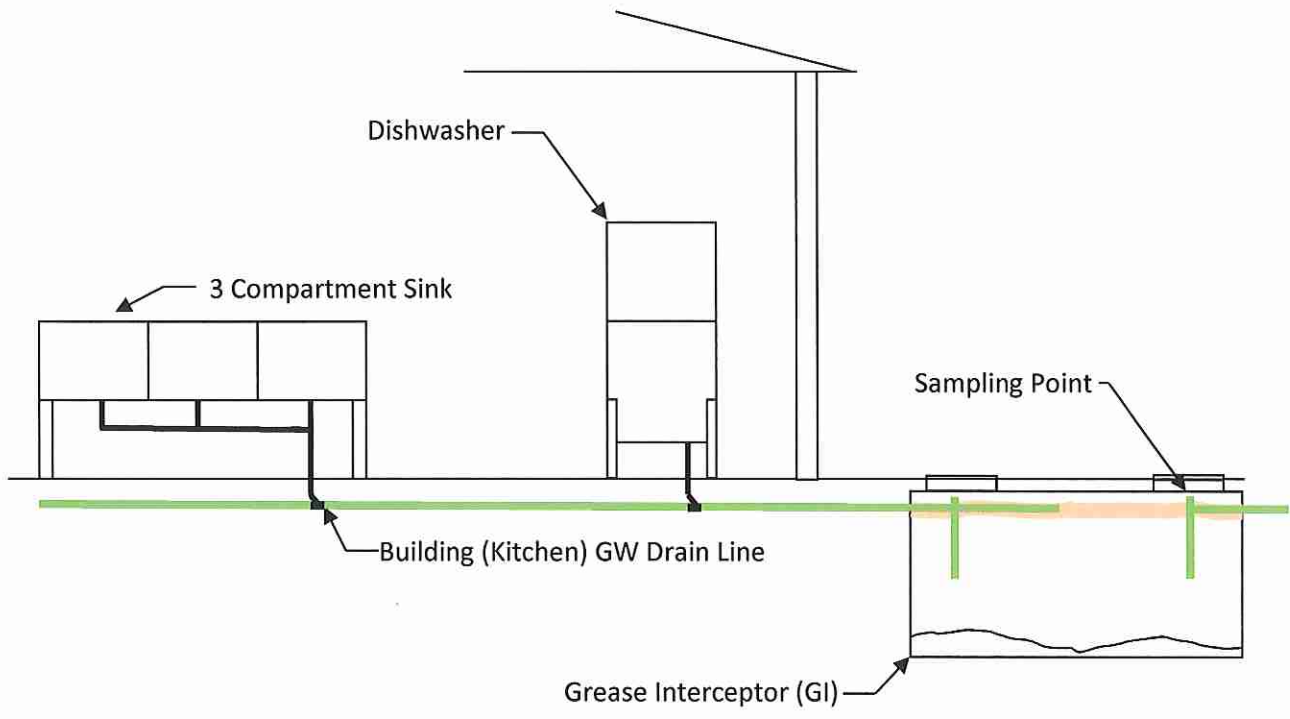 Dishwasher
3 Compartment Sink
Sampling Point
Building (Kitchen) GW Drain Line
Grease Interceptor (GI)